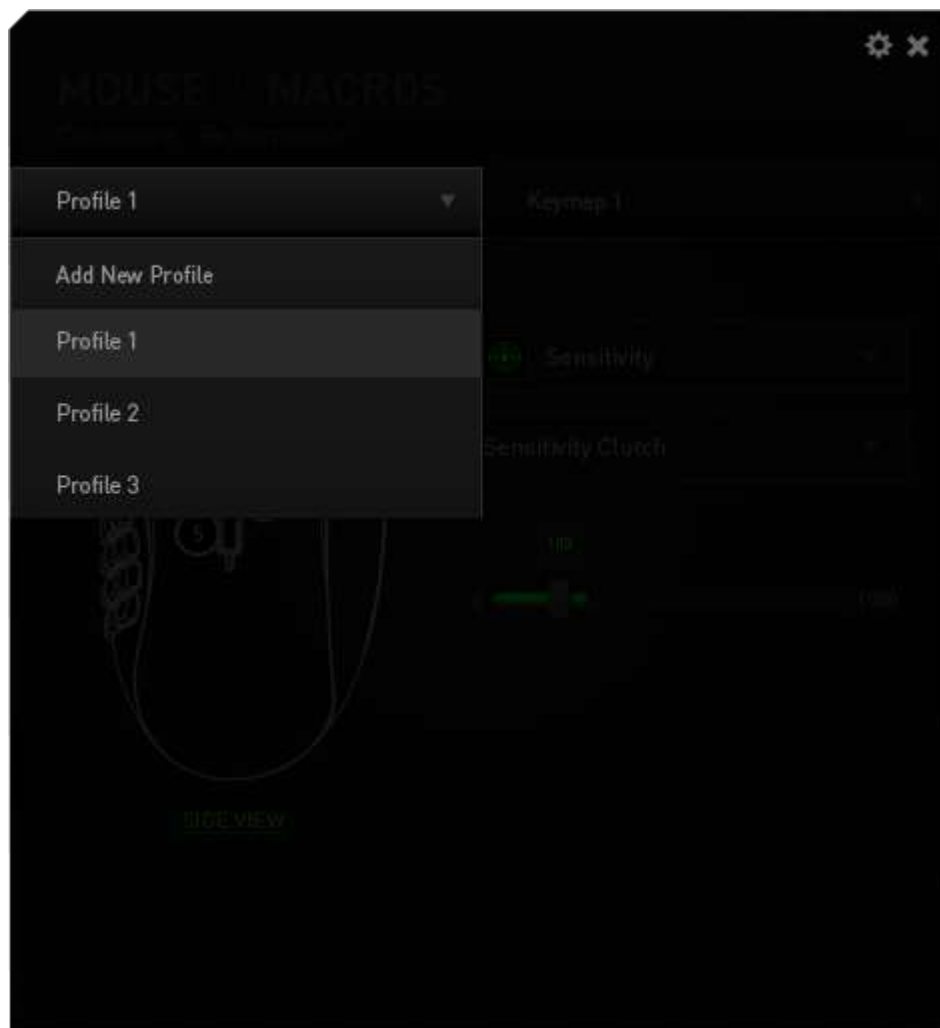 MOUSE MACROS
Profile 1
Keymap 1
Add New Profile
Profile 1
Sensitivity
Profile 2
Sensitivity Clutch
Profile 3
5
SIDE VIEW